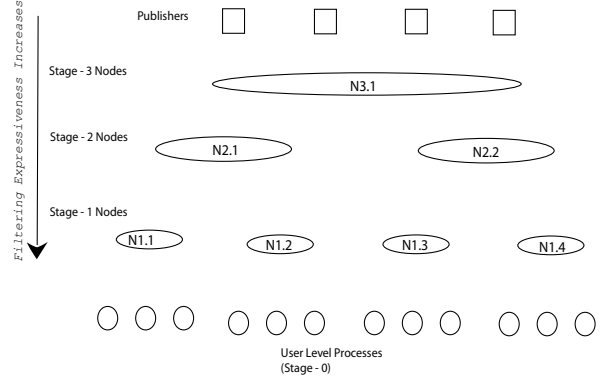 Filtering Expressiveness Increases
Publishers
Stage - 3 Nodes
N3.1
Stage - 2 Nodes
N2.1
N2.2
Stage - 1 Nodes
N1.1
N1.2
N1.3
N1.4
User Level Processes
(Stage - 0)